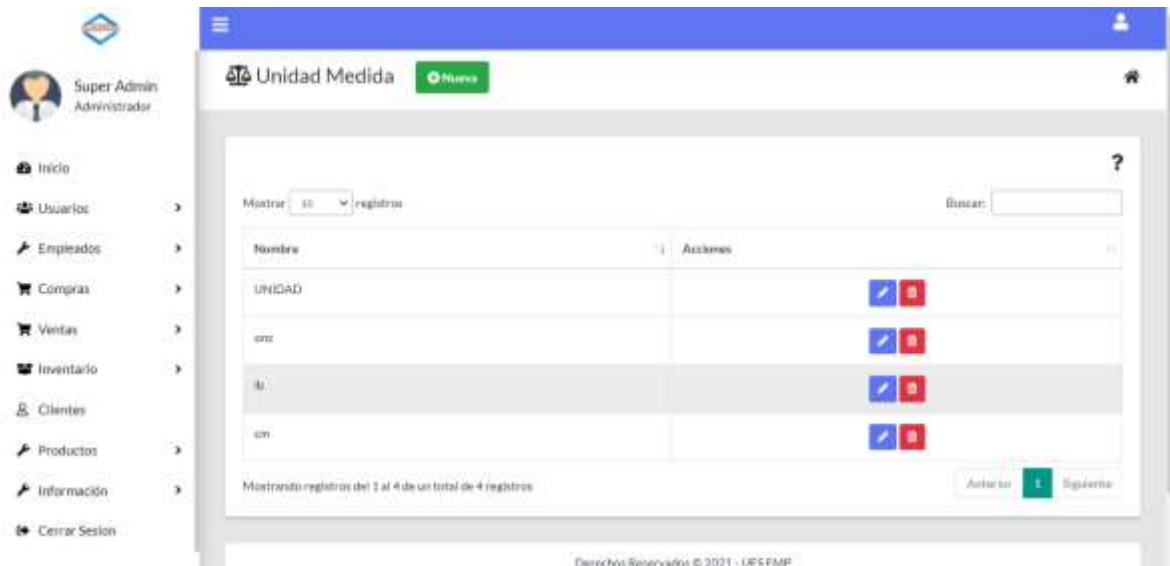 Super Admin
Administrador
Inicio
Usuarios
Empleados
Compras
Ventas
Inventario
Clientes
Productos
Información
Cerrar Sesion
Unidad Medida
Nueva
?
Mostrar 10 registros
Buscar:
Nombre
Acciones
UNIDAD
onz
lb
cm
Mostrando registros del 1 al 4 de un total de 4 registros
Anterior 1 Siguiente
Derechos Reservados © 2021 - UES FMP